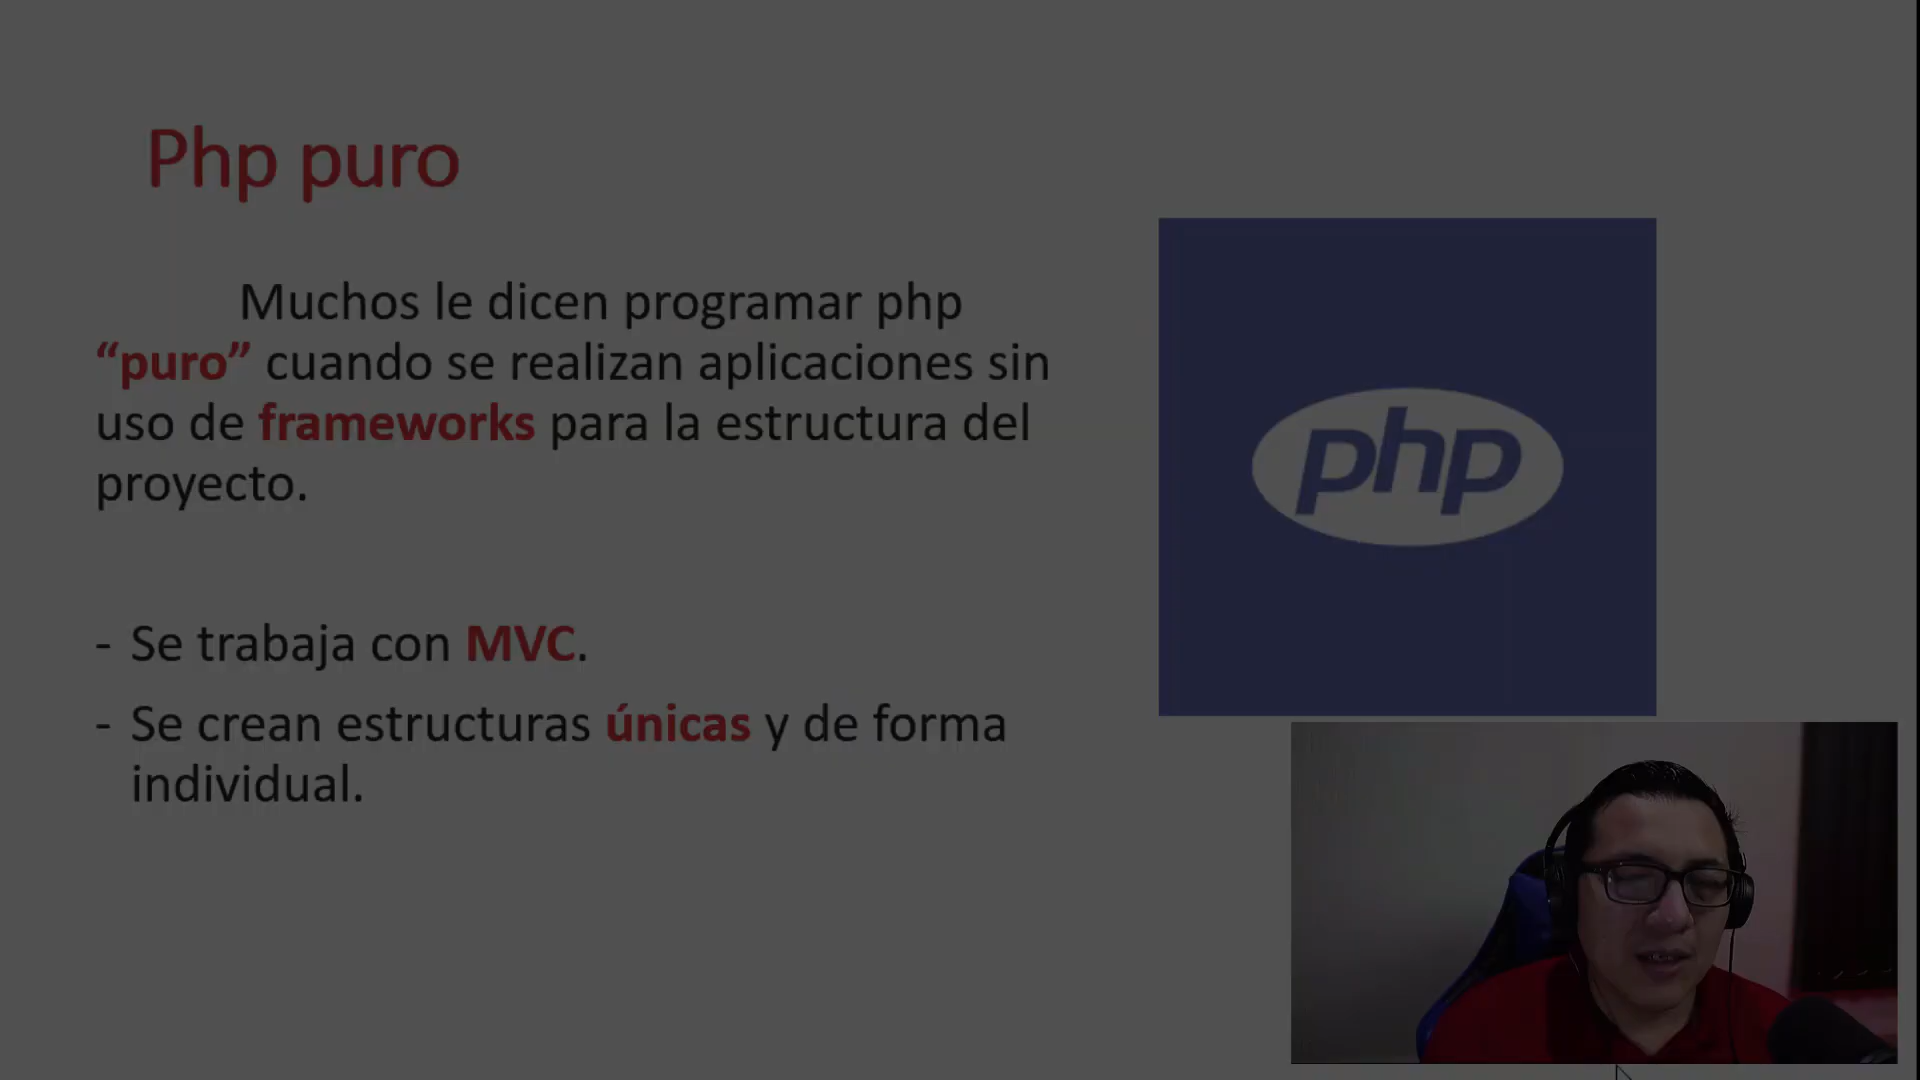 Php puro
Muchos le dicen programar php
“puro” cuando se realizan aplicaciones sin
uso de frameworks para la estructura del
proyecto.
php
- Se trabaja con MVC.
- Se crean estructuras únicas y de forma
individual.